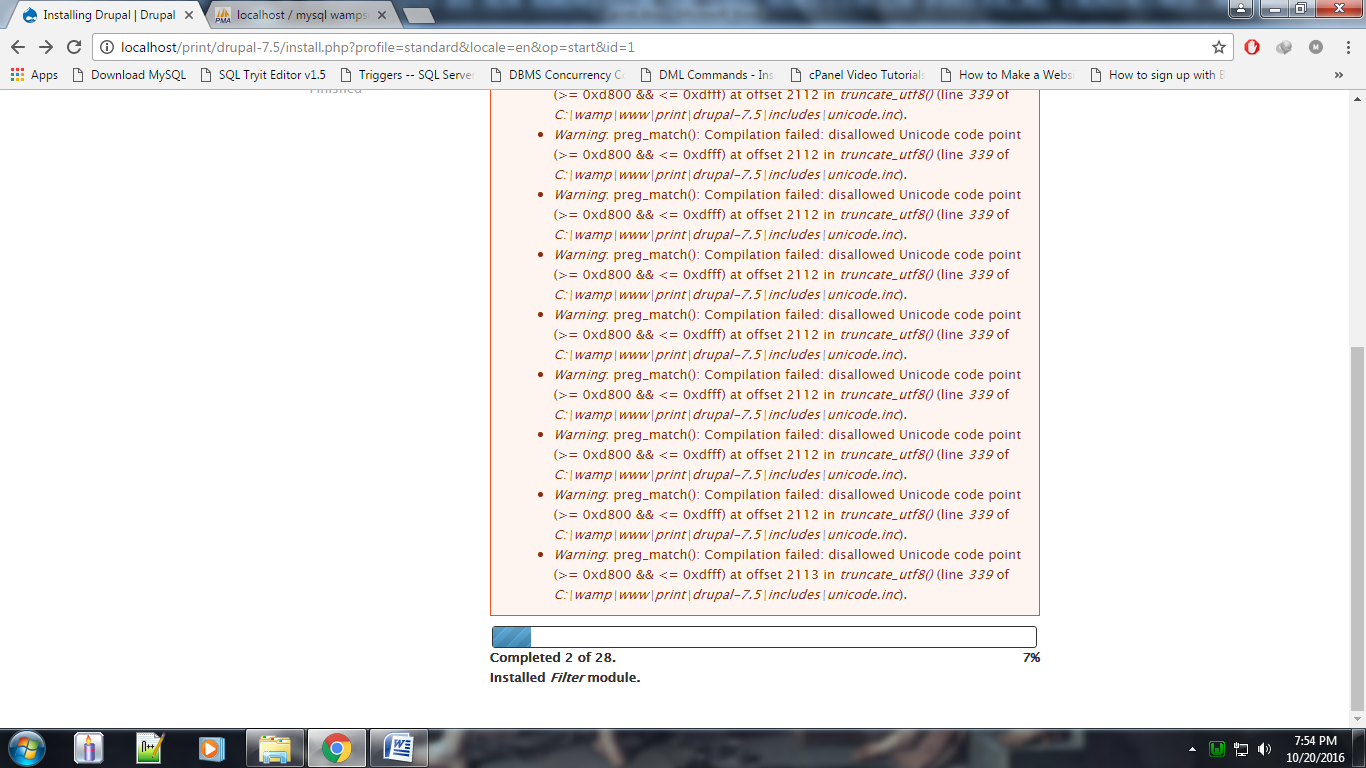 Installing Drupal | Drupal
localhost / mysql wamps
localhost/print/drupal-7.5/install.php?profile=standard&locale=en&op=start&id=1
Apps Download MySQL SQL Tryit Editor v1.5 Triggers -- SQL Server DBMS Concurrency C DML Commands - Ins cPanel Video Tutorials How to Make a Webs How to sign up with B »
Finished
(>= 0xd800 && <= 0xdfff) at offset 2112 in truncate_utf8() (line 339 of
C:|wamp|www|print|drupal-7.5|includes|unicode.inc).
Warning: preg_match(): Compilation failed: disallowed Unicode code point
(>= 0xd800 && <= 0xdfff) at offset 2112 in truncate_utf8() (line 339 of
C:|wamp|www|print|drupal-7.5|includes|unicode.inc).
Warning: preg_match(): Compilation failed: disallowed Unicode code point
(>= 0xd800 && <= 0xdfff) at offset 2112 in truncate_utf8() (line 339 of
C:|wamp|www|print|drupal-7.5|includes|unicode.inc).
Warning: preg_match(): Compilation failed: disallowed Unicode code point
(>= 0xd800 && <= 0xdfff) at offset 2112 in truncate_utf8() (line 339 of
C:|wamp|www|print|drupal-7.5|includes|unicode.inc).
Warning: preg_match(): Compilation failed: disallowed Unicode code point
(>= 0xd800 && <= 0xdfff) at offset 2112 in truncate_utf8() (line 339 of
C:|wamp|www|print|drupal-7.5|includes|unicode.inc).
Warning: preg_match(): Compilation failed: disallowed Unicode code point
(>= 0xd800 && <= 0xdfff) at offset 2112 in truncate_utf8() (line 339 of
C:|wamp|www|print|drupal-7.5|includes|unicode.inc).
Warning: preg_match(): Compilation failed: disallowed Unicode code point
(>= 0xd800 && <= 0xdfff) at offset 2112 in truncate_utf8() (line 339 of
C:|wamp|www|print|drupal-7.5|includes|unicode.inc).
Warning: preg_match(): Compilation failed: disallowed Unicode code point
(>= 0xd800 && <= 0xdfff) at offset 2112 in truncate_utf8() (line 339 of
C:|wamp|www|print|drupal-7.5|includes|unicode.inc).
Warning: preg_match(): Compilation failed: disallowed Unicode code point
(>= 0xd800 && <= 0xdfff) at offset 2113 in truncate_utf8() (line 339 of
C:|wamp|www|print|drupal-7.5|includes|unicode.inc).
Completed 2 of 28. 7%
Installed Filter module.
7:54 PM
10/20/2016